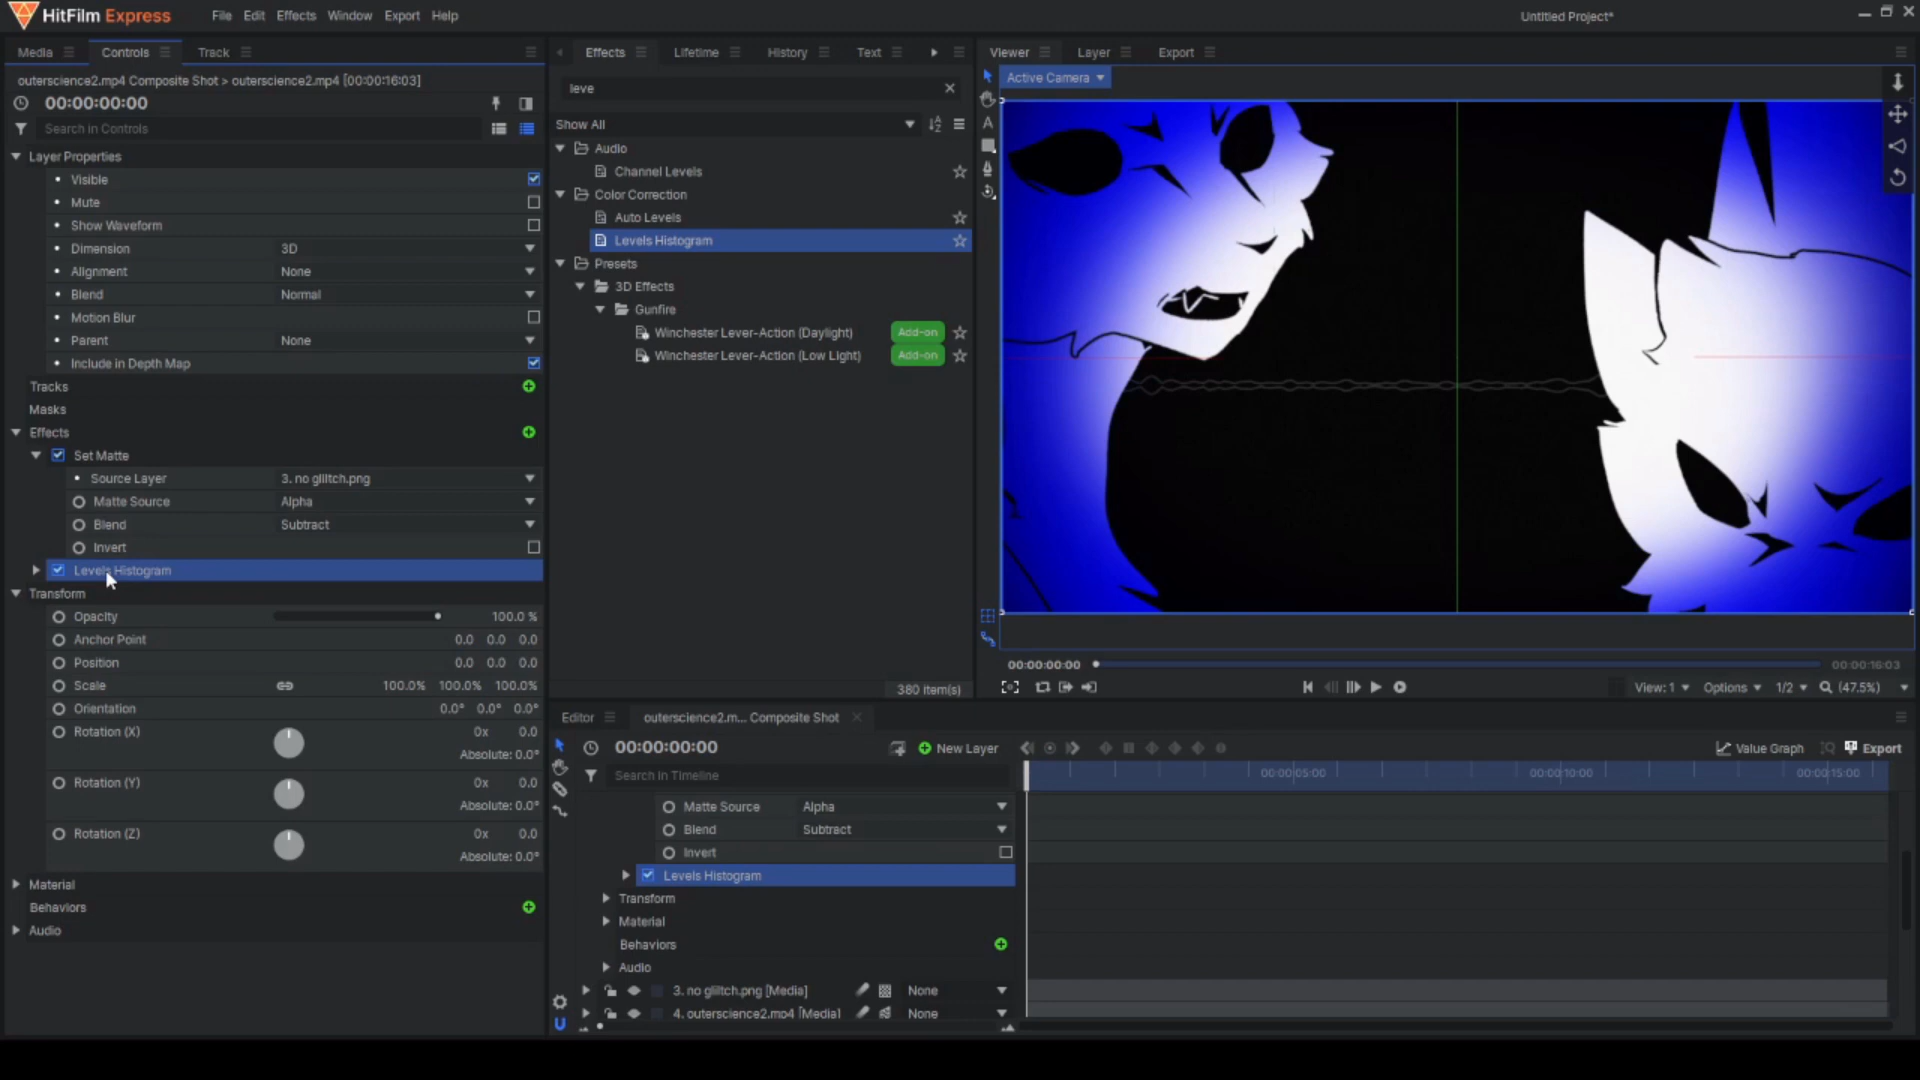 HitFilm Express File Edit Effects Window Export Help Untitled Project*
Media Controls Track
outerscience2.mp4 Composite Shot > outerscience2.mp4 [00:00:16:03]
00:00:00:00
Search in Controls
Layer Properties
Visible
Mute
Show Waveform
Dimension 3D
Alignment None
Blend Normal
Motion Blur
Parent None
Include in Depth Map
Tracks
Masks
Effects
Set Matte
Source Layer 3. no gliitch.png
Matte Source Alpha
Blend Subtract
Invert
Levels Histogram
Transform
Opacity 100.0 %
Anchor Point 0.0 0.0 0.0
Position 0.0 0.0 0.0
Scale 100.0% 100.0% 100.0%
Orientation 0.0° 0.0° 0.0°
Rotation (X) 0x 0.0
Absolute: 0.0°
Rotation (Y) 0x 0.0
Absolute: 0.0°
Rotation (Z) 0x 0.0
Absolute: 0.0°
Material
Behaviors
Audio
Effects Lifetime History Text
leve
Show All
Audio
Channel Levels
Color Correction
Auto Levels
Levels Histogram
Presets
3D Effects
Gunfire
Winchester Lever-Action (Daylight) Add-on
Winchester Lever-Action (Low Light) Add-on
380 item(s)
Viewer Layer Export
Active Camera
00:00:00:00 00:00:16:03
View: 1 Options 1/2 (47.5%)
Editor outerscience2.m... Composite Shot
00:00:00:00 New Layer Value Graph Export
Search in Timeline 00:00:05:00 00:00:10:00 00:00:15:00
Matte Source Alpha
Blend Subtract
Invert
Levels Histogram
Transform
Material
Behaviors
Audio
3. no gliitch.png [Media] None
4. outerscience2.mp4 [Media] None